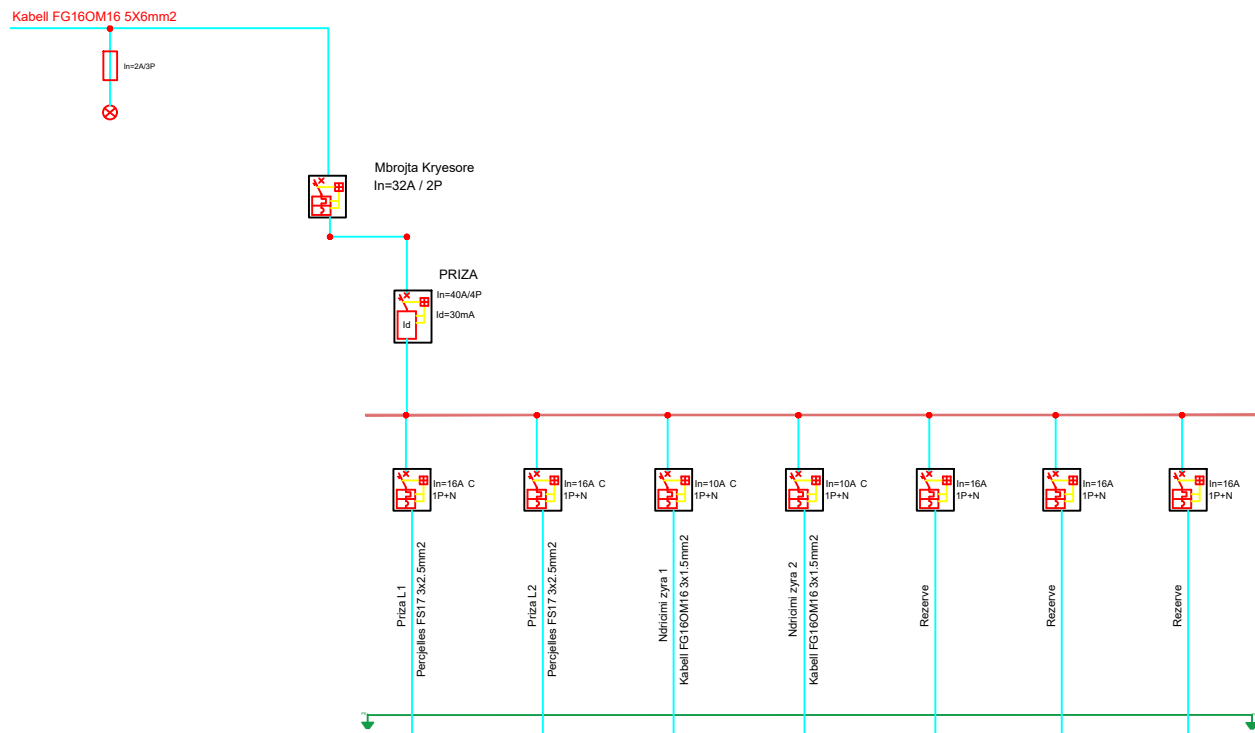 Kabell FG16OM16 5X6mm2
In=2A/3P
Mbrojta Kryesore
In=32A / 2P
PRIZA
In=40A/4P
Id=30mA
Id
In=16A C
1P+N
In=16A C
1P+N
In=10A C
1P+N
In=10A C
1P+N
In=16A
1P+N
In=16A
1P+N
In=16A
1P+N
Priza L1
Percjelles FS17 3x2.5mm2
Priza L2
Percjelles FS17 3x2.5mm2
Ndricimi zyra 1
Kabell FG16OM16 3x1.5mm2
Ndricimi zyra 2
Kabell FG16OM16 3x1.5mm2
Rezerve
Rezerve
Rezerve